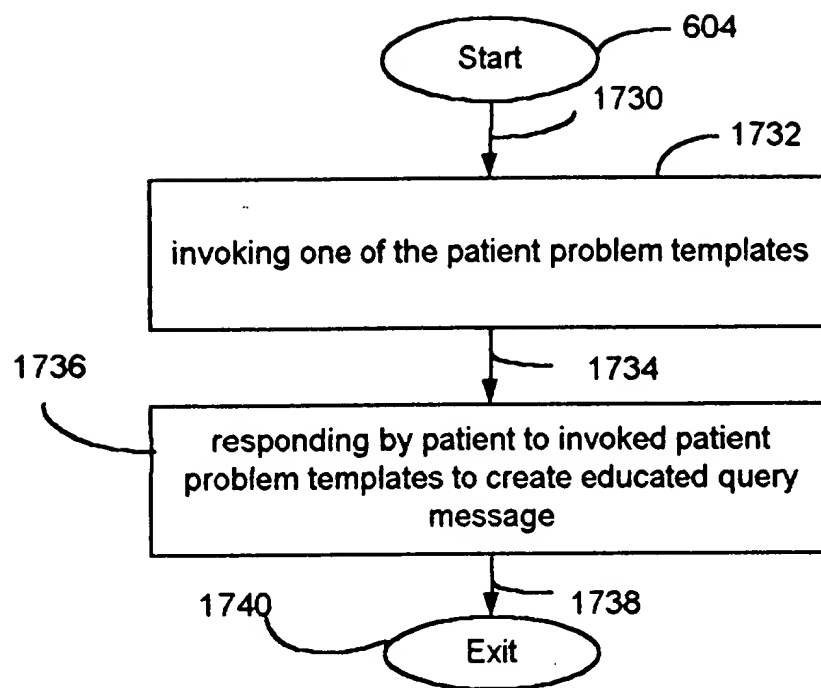 Start
604
1730
1732
invoking one of the patient problem templates
1734
1736
responding by patient to invoked patient
problem templates to create educated query
message
1738
1740
Exit